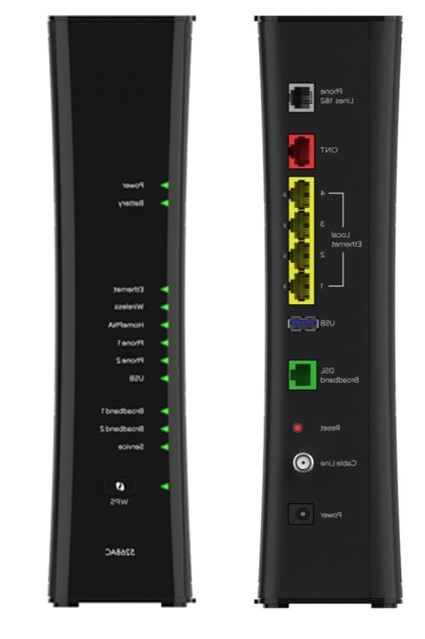 Power
Battery
Ethernet
Wireless
HomePNA
Phone 1
Phone 2
USB
Broadband 1
Broadband 2
Service
WPS
5268AC
Phone
Lines 1&2
ONT
4
3
Local
Ethernet
2
1
USB
DSL
Broadband
Reset
Cable Line
Power